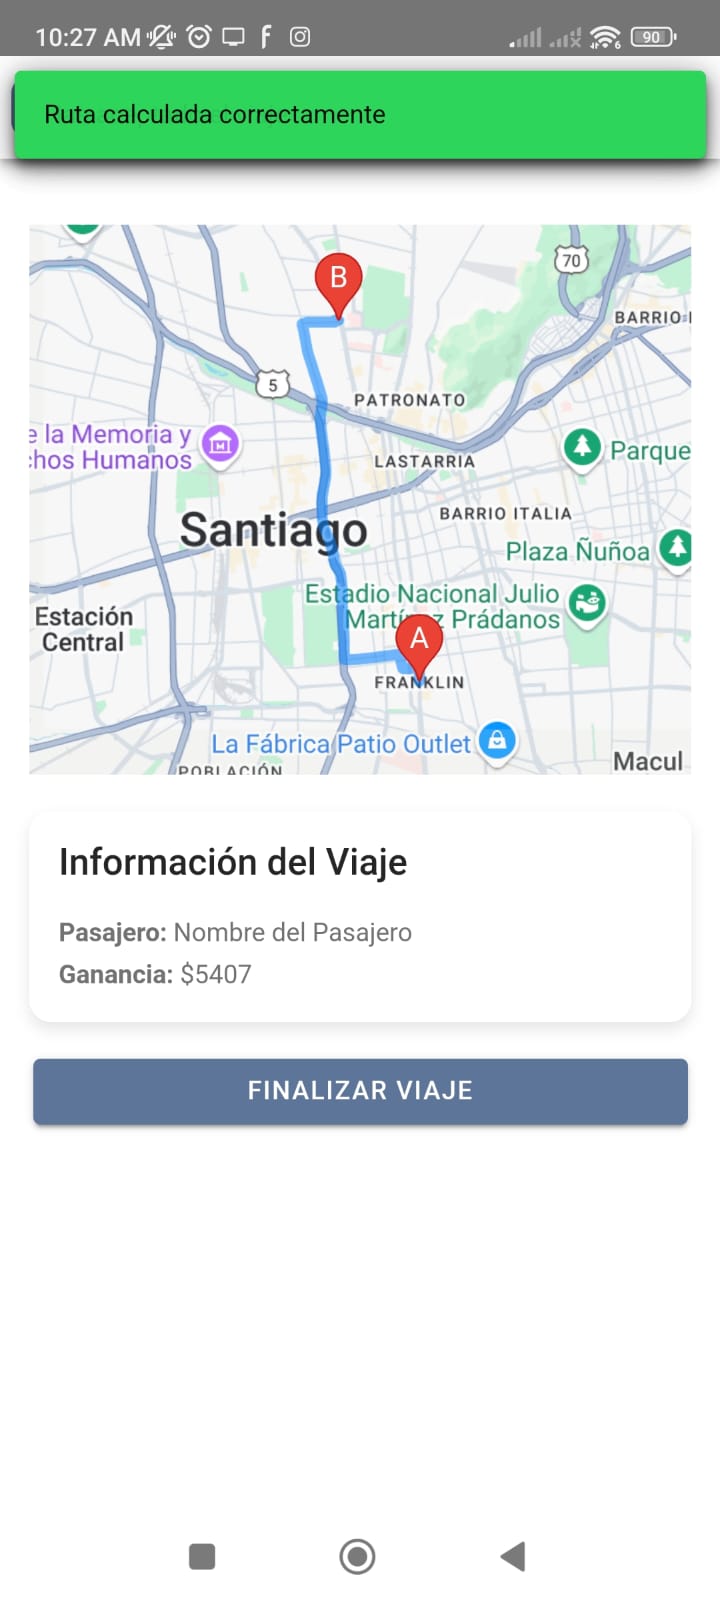 10:27 AM
90
Ruta calculada correctamente
B
70
BARRIO
5
PATRONATO
e la Memoria y
chos Humanos
LASTARRIA
Parque
BARRIO ITALIA
Santiago
Plaza Ñuñoa
Estadio Nacional Julio
Martínez Prádanos
Estación
Central
A
FRANKLIN
La Fábrica Patio Outlet
Macul
POBLACIÓN
Información del Viaje
Pasajero: Nombre del Pasajero
Ganancia: $5407
FINALIZAR VIAJE